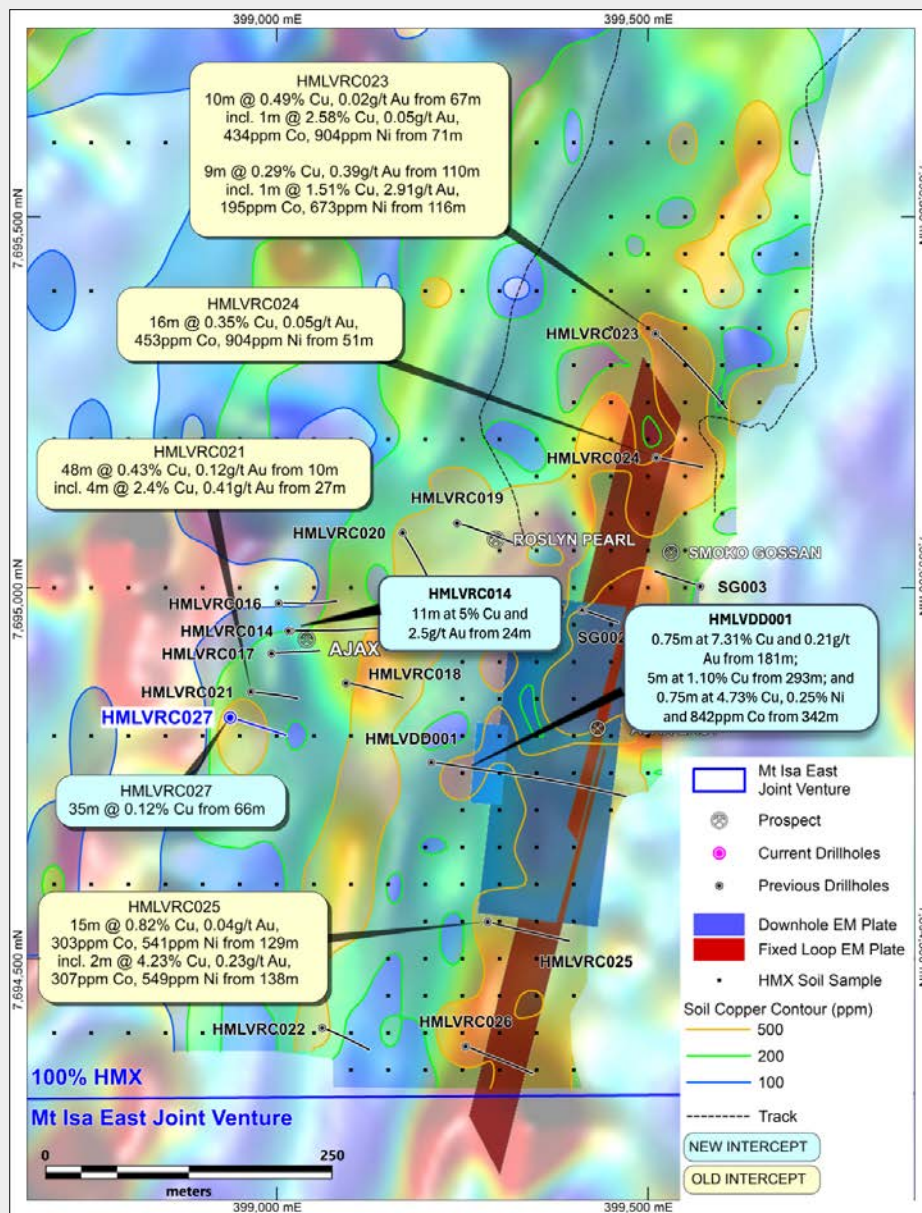 399,000 mE
399,500 mE
HMLVRC023
10m @ 0.49% Cu, 0.02g/t Au from 67m
incl. 1m @ 2.58% Cu, 0.05g/t Au,
434ppm Co, 904ppm Ni from 71m
9m @ 0.29% Cu, 0.39g/t Au from 110m
incl. 1m @ 1.51% Cu, 2.91g/t Au,
195ppm Co, 673ppm Ni from 116m
7,695,500 mN
HMLVRC024
16m @ 0.35% Cu, 0.05g/t Au,
453ppm Co, 904ppm Ni from 51m
HMLVRC023
HMLVRC021
48m @ 0.43% Cu, 0.12g/t Au from 10m
incl. 4m @ 2.4% Cu, 0.41g/t Au from 27m
HMLVRC024
HMLVRC019
HMLVRC020
ROSLYN PEARL
SMOKO GOSSAN
7,695,000 mN
HMLVRC016
HMLVRC014
HMLVRC017
AJAX
HMLVRC014
11m at 5% Cu and
2.5g/t Au from 24m
SG003
SG002
HMLVDD001
0.75m at 7.31% Cu and 0.21g/t
Au from 181m;
5m at 1.10% Cu from 293m; and
0.75m at 4.73% Cu, 0.25% Ni
and 842ppm Co from 342m
HMLVRC021
HMLVRC018
HMLVRC027
HMLVDD001
HMLVRC027
35m @ 0.12% Cu from 66m
HMLVRC025
15m @ 0.82% Cu, 0.04g/t Au,
303ppm Co, 541ppm Ni from 129m
incl. 2m @ 4.23% Cu, 0.23g/t Au,
307ppm Co, 549ppm Ni from 138m
7,694,500 mN
HMLVRC025
HMLVRC022
HMLVRC026
100% HMX
Mt Isa East Joint Venture
0
250
meters
Mt Isa East
Joint Venture
Prospect
Current Drillholes
Previous Drillholes
Downhole EM Plate
Fixed Loop EM Plate
HMX Soil Sample
Soil Copper Contour (ppm)
500
200
100
Track
NEW INTERCEPT
OLD INTERCEPT
399,000 mE
399,500 mE